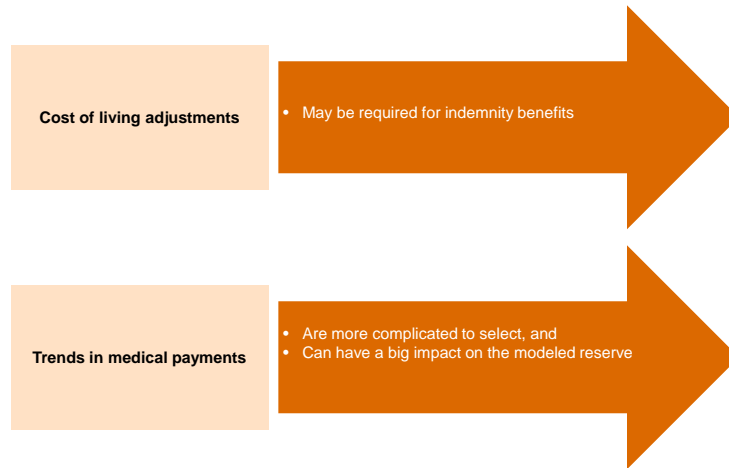 Cost of living adjustments
• May be required for indemnity benefits
Trends in medical payments
• Are more complicated to select, and
• Can have a big impact on the modeled reserve